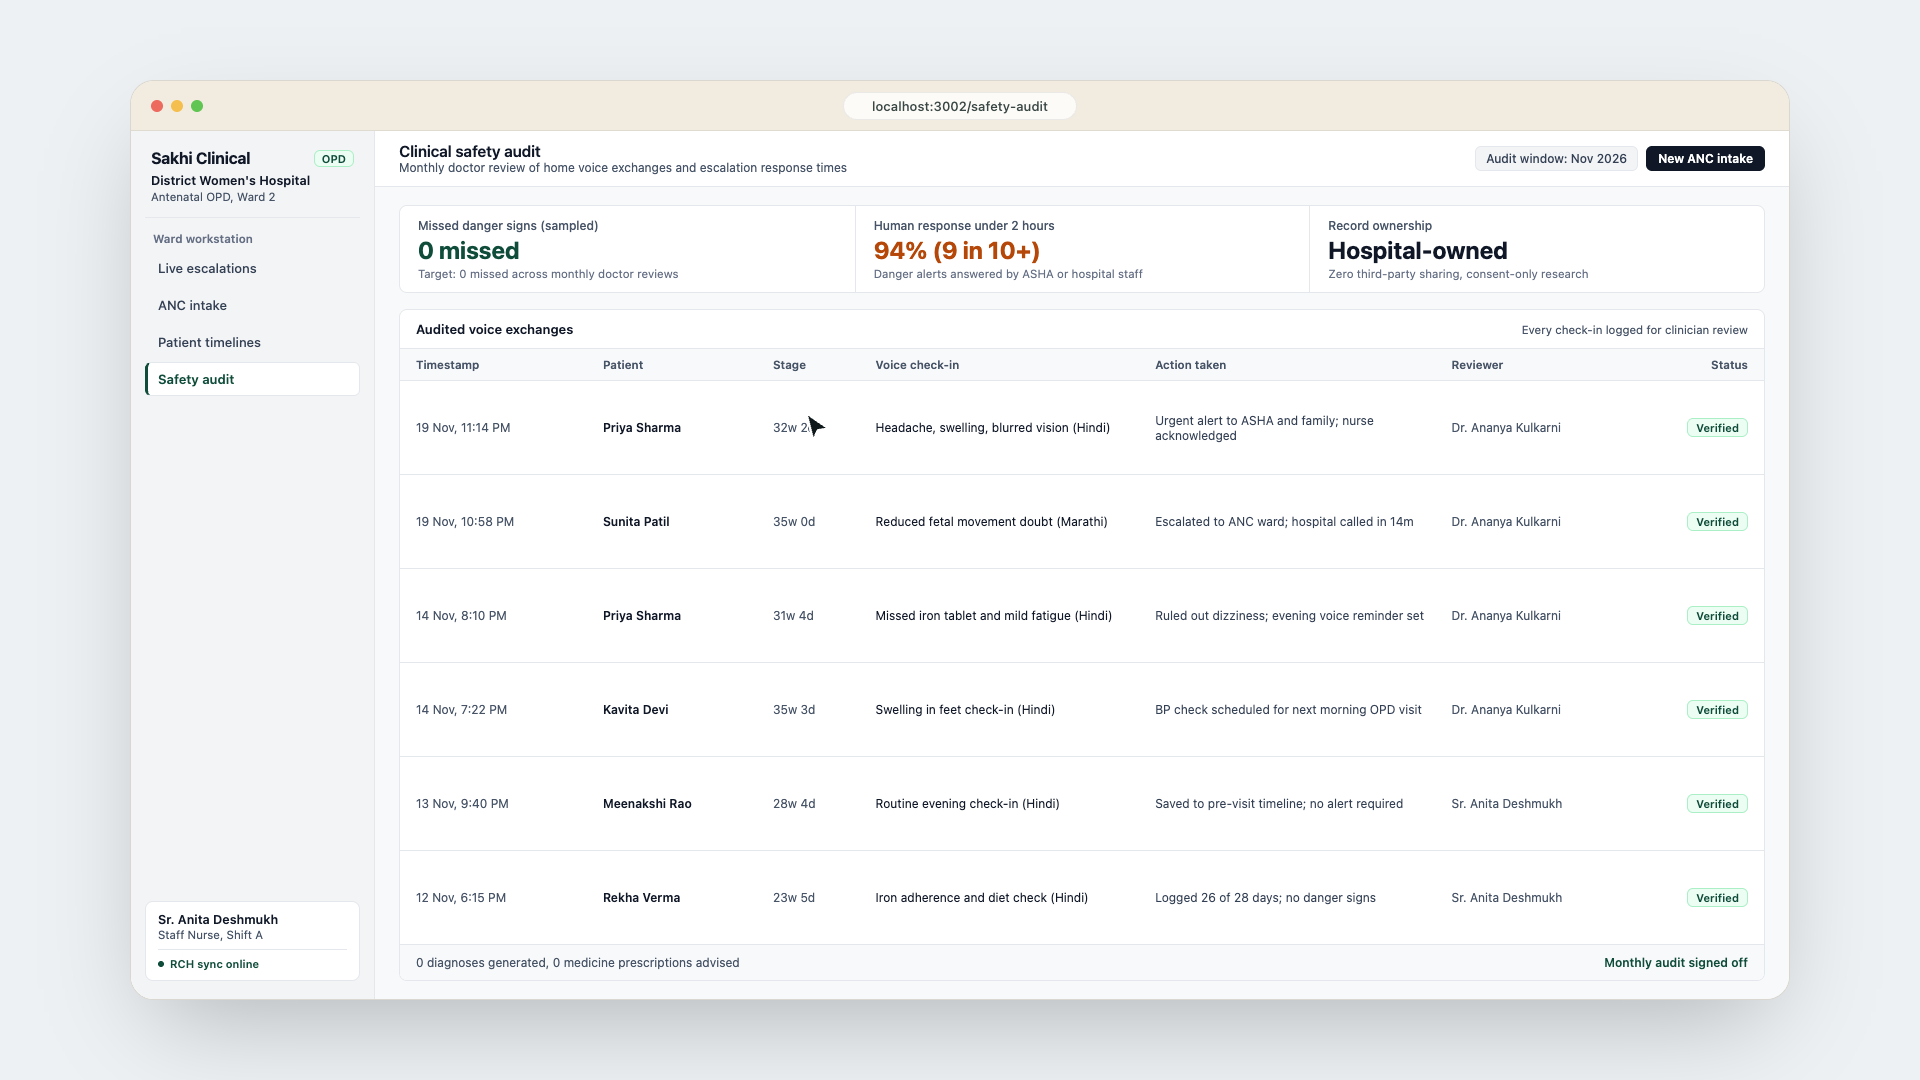 localhost:3002/safety-audit
Sakhi Clinical
OPD
District Women's Hospital
Antenatal OPD, Ward 2
Ward workstation
Live escalations
ANC intake
Patient timelines
Safety audit
Sr. Anita Deshmukh
Staff Nurse, Shift A
RCH sync online
Clinical safety audit
Monthly doctor review of home voice exchanges and escalation response times
Audit window: Nov 2026
New ANC intake
Missed danger signs (sampled)
0 missed
Target: 0 missed across monthly doctor reviews
Human response under 2 hours
94% (9 in 10+)
Danger alerts answered by ASHA or hospital staff
Record ownership
Hospital-owned
Zero third-party sharing, consent-only research
Audited voice exchanges
Every check-in logged for clinician review
Timestamp Patient Stage Voice check-in Action taken Reviewer Status
19 Nov, 11:14 PM Priya Sharma 32w Headache, swelling, blurred vision (Hindi) Urgent alert to ASHA and family; nurse acknowledged Dr. Ananya Kulkarni Verified
19 Nov, 10:58 PM Sunita Patil 35w 0d Reduced fetal movement doubt (Marathi) Escalated to ANC ward; hospital called in 14m Dr. Ananya Kulkarni Verified
14 Nov, 8:10 PM Priya Sharma 31w 4d Missed iron tablet and mild fatigue (Hindi) Ruled out dizziness; evening voice reminder set Dr. Ananya Kulkarni Verified
14 Nov, 7:22 PM Kavita Devi 35w 3d Swelling in feet check-in (Hindi) BP check scheduled for next morning OPD visit Dr. Ananya Kulkarni Verified
13 Nov, 9:40 PM Meenakshi Rao 28w 4d Routine evening check-in (Hindi) Saved to pre-visit timeline; no alert required Sr. Anita Deshmukh Verified
12 Nov, 6:15 PM Rekha Verma 23w 5d Iron adherence and diet check (Hindi) Logged 26 of 28 days; no danger signs Sr. Anita Deshmukh Verified
0 diagnoses generated, 0 medicine prescriptions advised
Monthly audit signed off